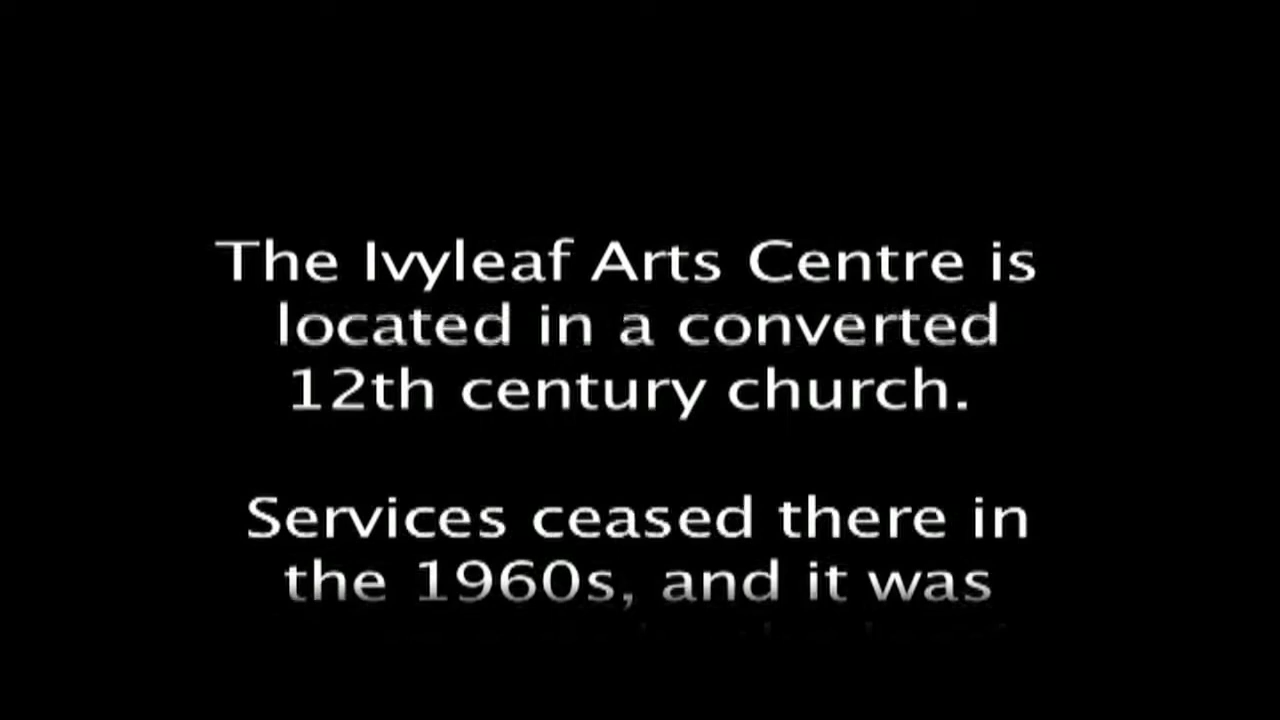 The Ivyleaf Arts Centre is
located in a converted
12th century church.
Services ceased there in
the 1960s, and it was